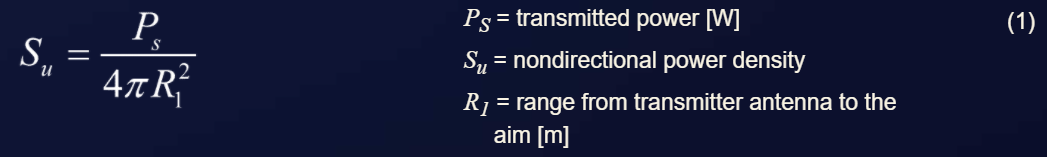 S_u = P_s / 4πR_1^2
P_S = transmitted power [W]
(1)
S_u = nondirectional power density
R_1 = range from transmitter antenna to the
aim [m]